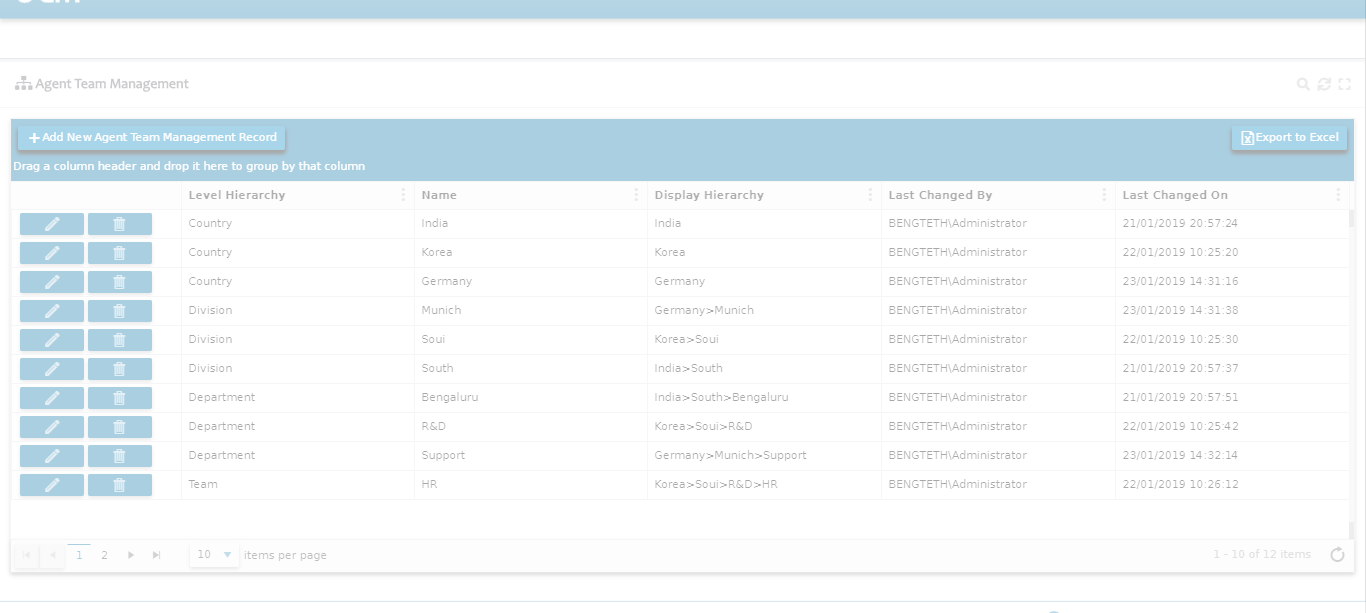 Agent Team Management
Add New Agent Team Management Record
Export to Excel
Drag a column header and drop it here to group by that column
Level Hierarchy Name Display Hierarchy Last Changed By Last Changed On
Country India India BENGTETH\Administrator 21/01/2019 20:57:24
Country Korea Korea BENGTETH\Administrator 22/01/2019 10:25:20
Country Germany Germany BENGTETH\Administrator 23/01/2019 14:31:16
Division Munich Germany>Munich BENGTETH\Administrator 23/01/2019 14:31:38
Division Soui Korea>Soui BENGTETH\Administrator 22/01/2019 10:25:30
Division South India>South BENGTETH\Administrator 21/01/2019 20:57:37
Department Bengaluru India>South>Bengaluru BENGTETH\Administrator 21/01/2019 20:57:51
Department R&D Korea>Soui>R&D BENGTETH\Administrator 22/01/2019 10:25:42
Department Support Germany>Munich>Support BENGTETH\Administrator 23/01/2019 14:32:14
Team HR Korea>Soui>R&D>HR BENGTETH\Administrator 22/01/2019 10:26:12
1 2 10 items per page 1 - 10 of 12 items